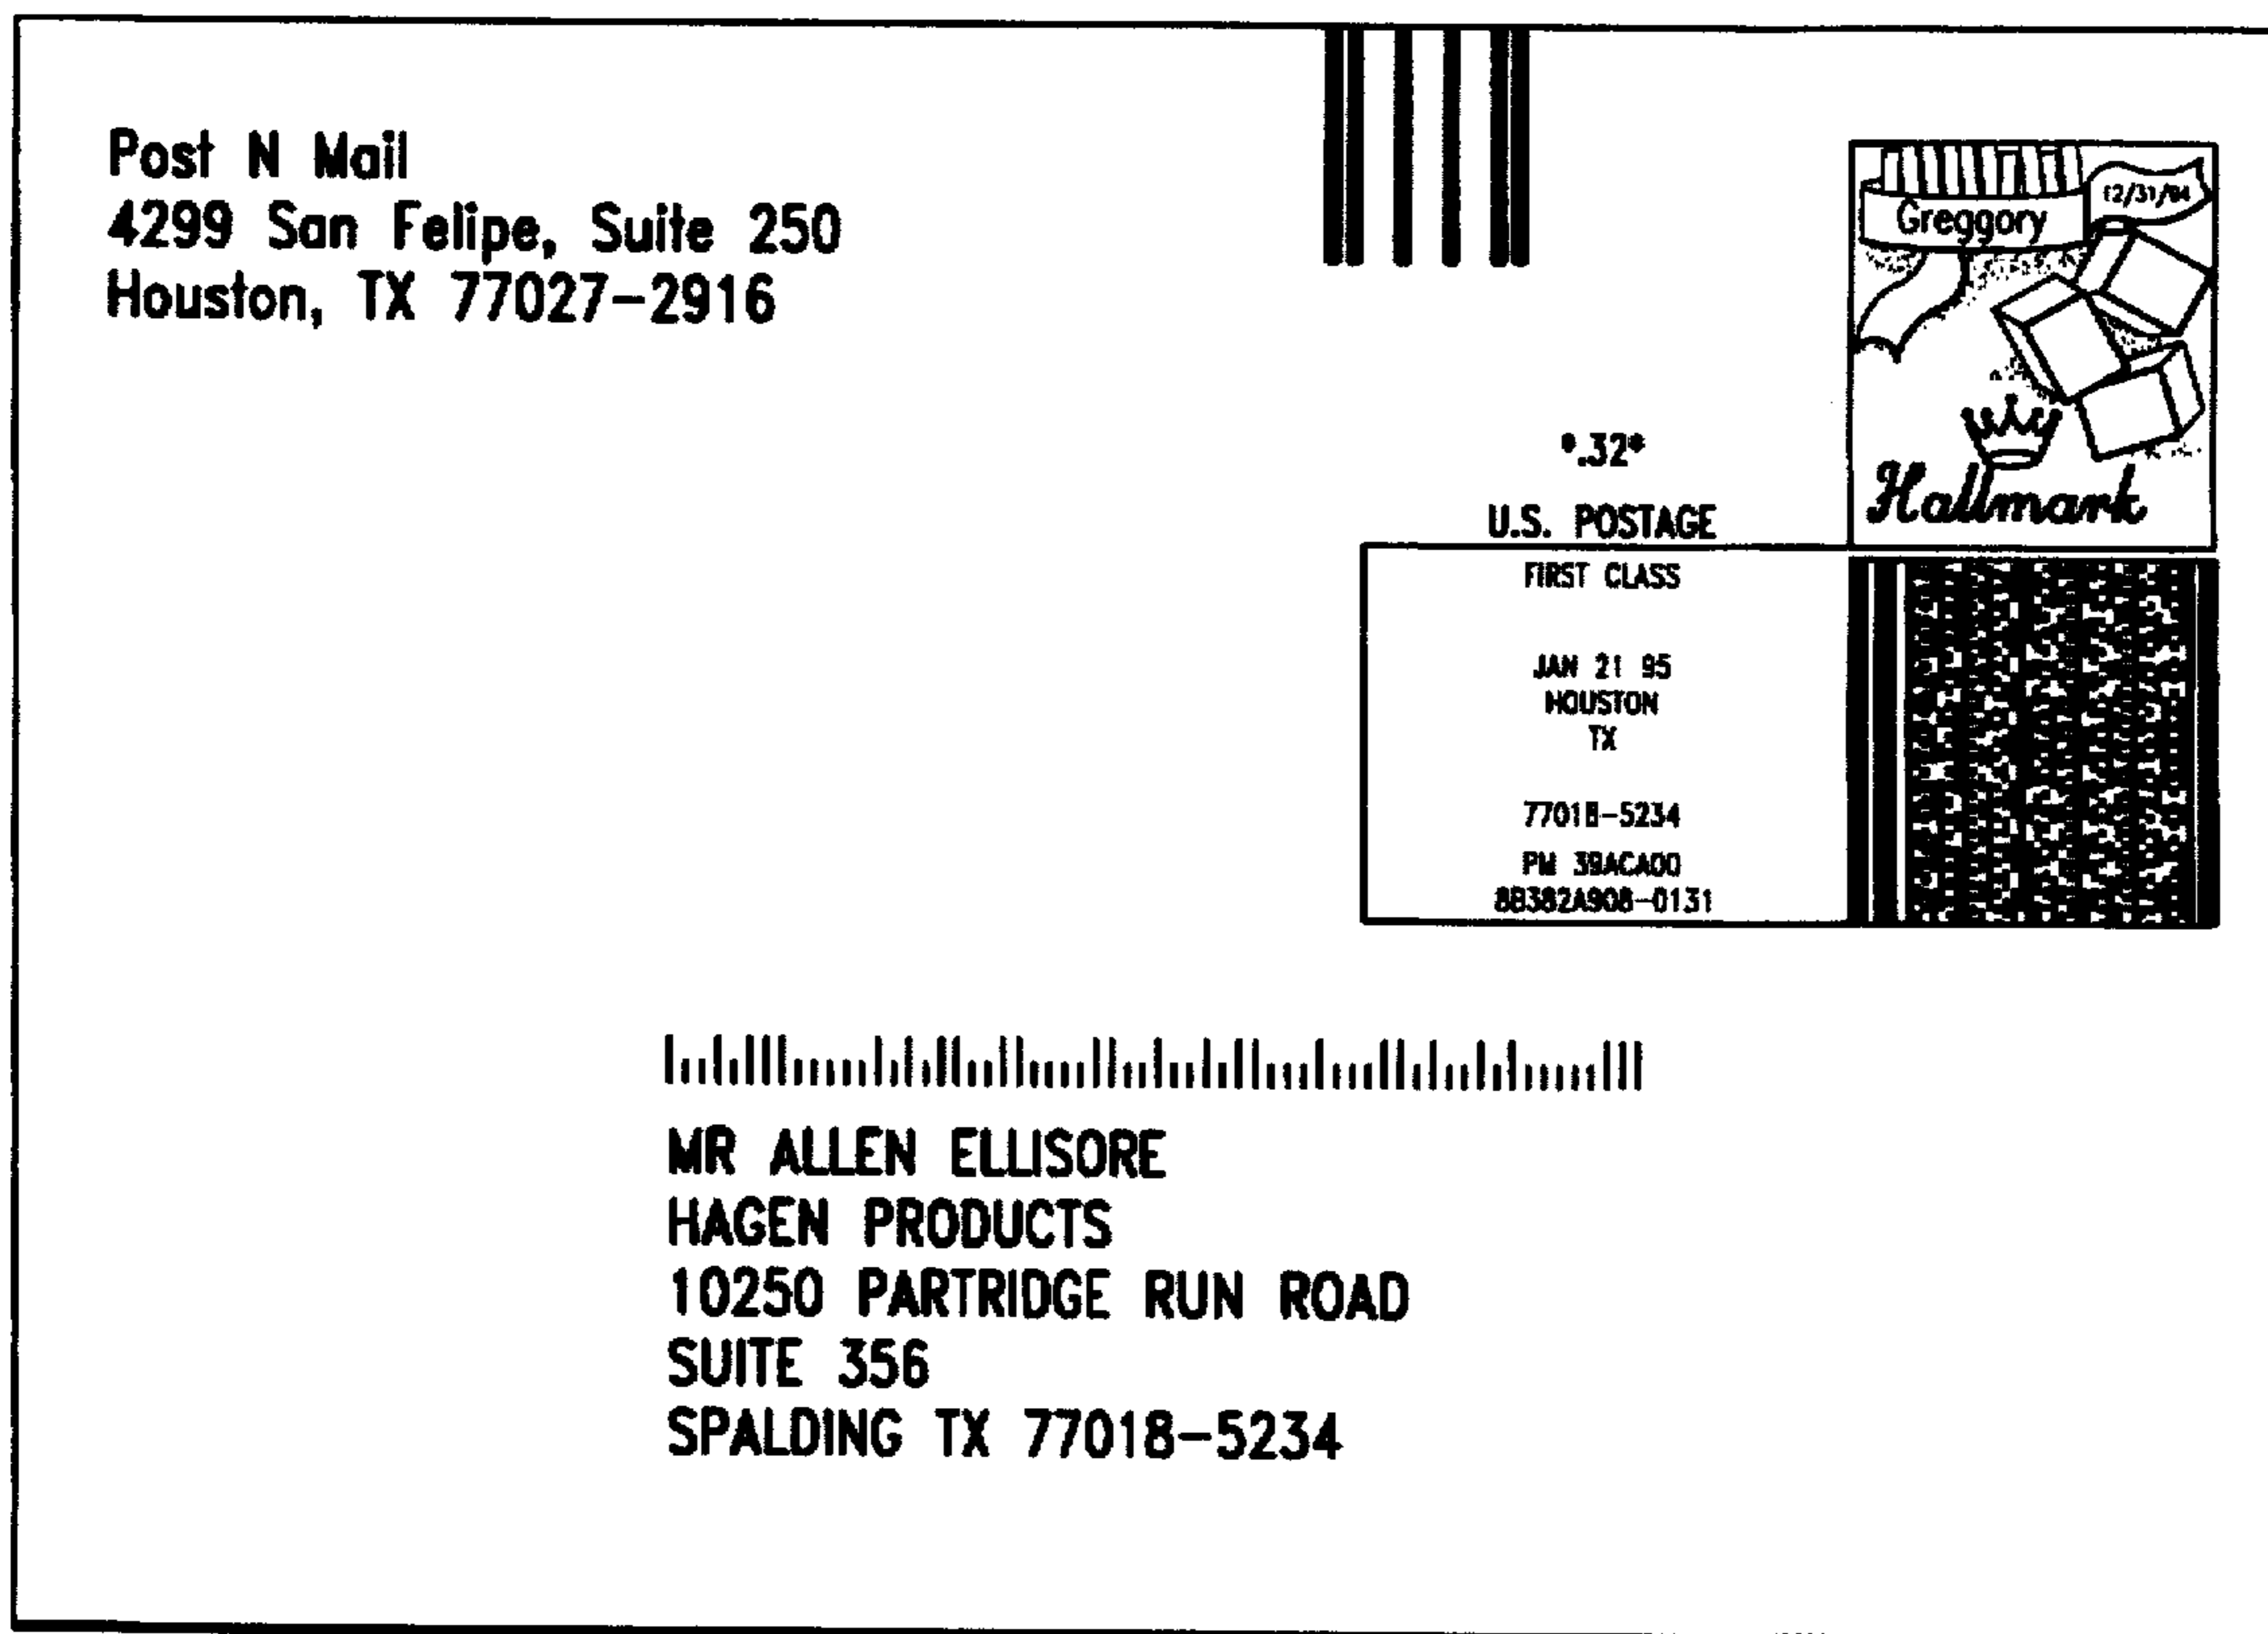 Post N Mail
4299 San Felipe, Suite 250
Houston, TX 77027-2916
Greggory
12/31/94
Hallmark
*.32*
U.S. POSTAGE
FIRST CLASS
JAN 21 95
HOUSTON
TX
77018-5234
PM 39ACA00
8B382A908-0131
MR ALLEN ELLISORE
HAGEN PRODUCTS
10250 PARTRIDGE RUN ROAD
SUITE 356
SPALDING TX 77018-5234